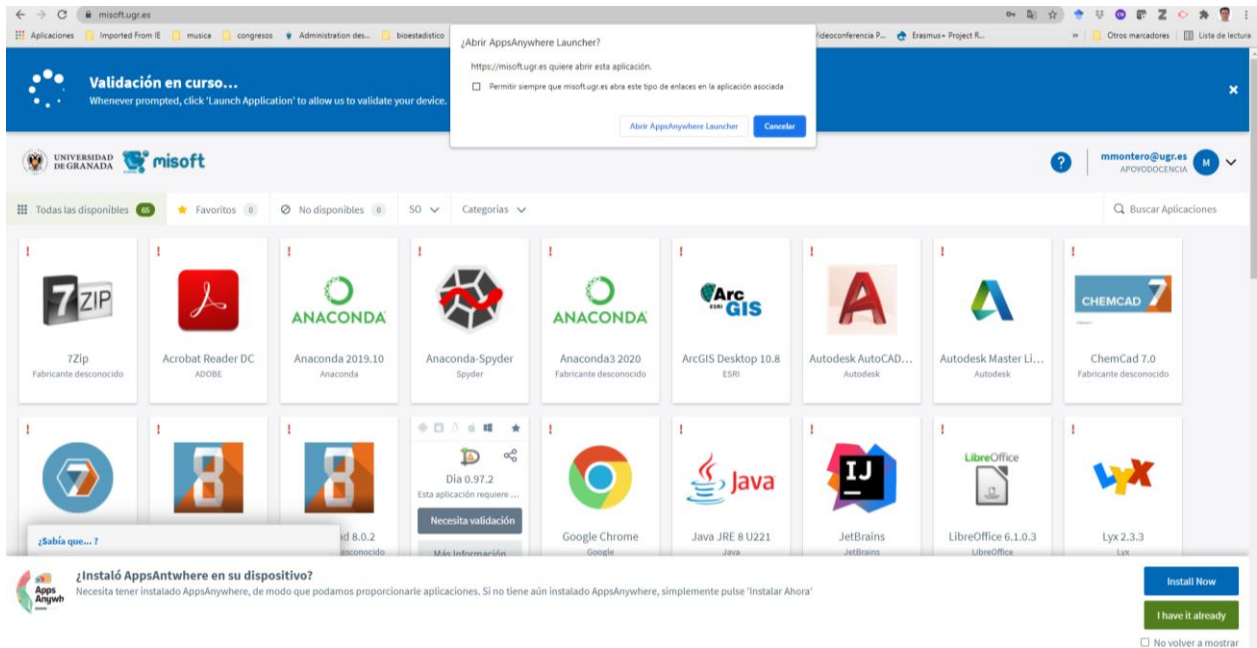 misoft.ugr.es
Aplicaciones Imported From IE musica congresos Administration des... bioestadistico
ideoconferencia P... Erasmus+ Project R... » Otros marcadores Lista de lectura
¿Abrir AppsAnywhere Launcher?
https://misoft.ugr.es quiere abrir esta aplicación.
Permitir siempre que misoft.ugr.es abra este tipo de enlaces en la aplicación asociada
Abrir AppsAnywhere Launcher Cancelar
Validación en curso...
Whenever prompted, click 'Launch Application' to allow us to validate your device.
UNIVERSIDAD
DE GRANADA
misoft
mmontero@ugr.es
APOYODOCENCIA
M
Todas las disponibles 65 Favoritos 0 No disponibles 0 SO Categorias Buscar Aplicaciones
7 ZIP
ANACONDA
ANACONDA
Arc
esri GIS
A
CHEMCAD 7
7Zip Acrobat Reader DC Anaconda 2019.10 Anaconda-Spyder Anaconda3 2020 ArcGIS Desktop 10.8 Autodesk AutoCAD... Autodesk Master Li... ChemCad 7.0
Fabricante desconocido ADOBE Anaconda Spyder Fabricante desconocido ESRI Autodesk Autodesk Fabricante desconocido
7
8
8
Dia 0.97.2
Esta aplicación requiere ...
Necesita validación
Más Información
Java
IJ
LibreOffice
LyX
d 8.0.2 Google Chrome Java JRE 8 U221 JetBrains LibreOffice 6.1.0.3 Lyx 2.3.3
esconocido Google Java JetBrains LibreOffice Lyx
¿Sabía que... ?
Apps
Anywh
¿Instaló AppsAntwhere en su dispositivo?
Necesita tener instalado AppsAnywhere, de modo que podamos proporcionarle aplicaciones. Si no tiene aún instalado AppsAnywhere, simplemente pulse 'Instalar Ahora'
Install Now
I have it already
No volver a mostrar